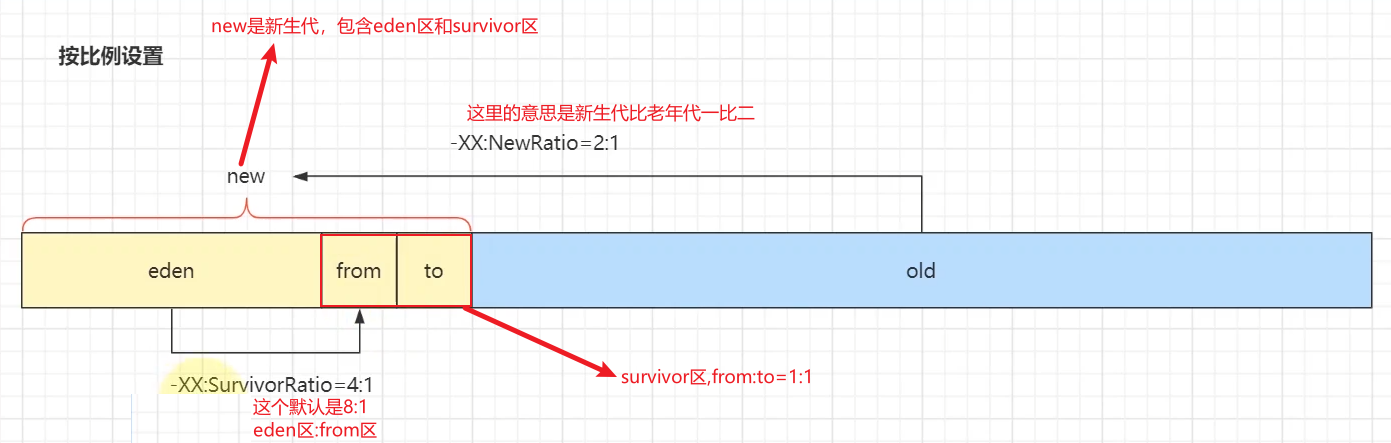 new是新生代，包含eden区和survivor区
按比例设置
这里的意思是新生代比老年代一比二
-XX:NewRatio=2:1
new
eden
from
to
old
-XX:SurvivorRatio=4:1
survivor区,from:to=1:1
这个默认是8:1
eden区:from区